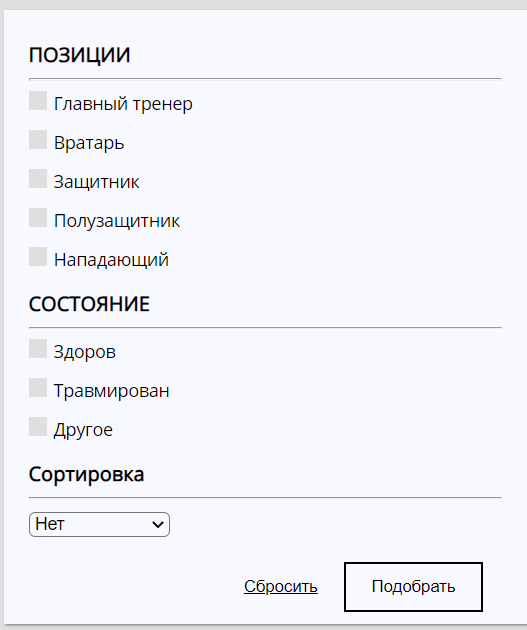 ПОЗИЦИИ
Главный тренер
Вратарь
Защитник
Полузащитник
Нападающий
СОСТОЯНИЕ
Здоров
Травмирован
Другое
Сортировка
Нет
Сбросить Подобрать